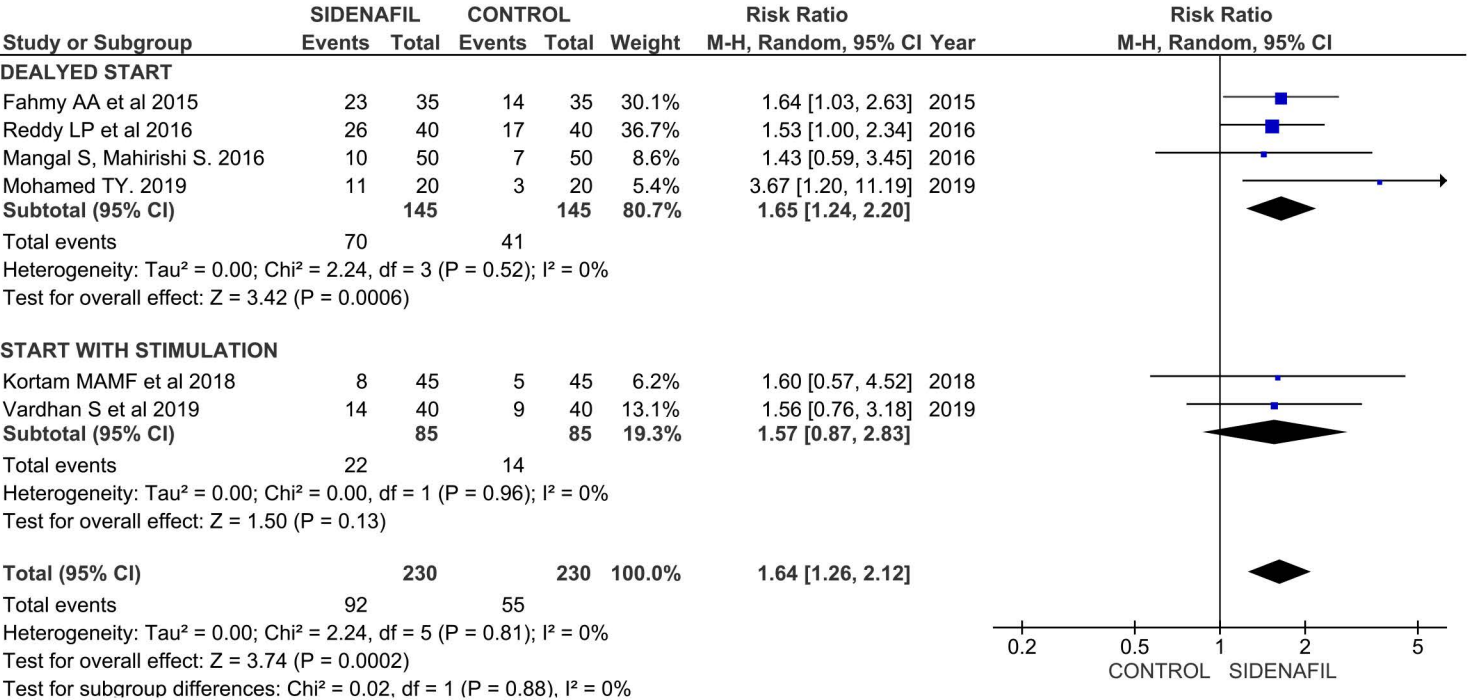 SIDENAFIL CONTROL Risk Ratio Risk Ratio
Study or Subgroup Events Total Events Total Weight M-H, Random, 95% CI Year M-H, Random, 95% CI
DEALYED START
Fahmy AA et al 2015 23 35 14 35 30.1% 1.64 [1.03, 2.63] 2015
Reddy LP et al 2016 26 40 17 40 36.7% 1.53 [1.00, 2.34] 2016
Mangal S, Mahirishi S. 2016 10 50 7 50 8.6% 1.43 [0.59, 3.45] 2016
Mohamed TY. 2019 11 20 3 20 5.4% 3.67 [1.20, 11.19] 2019
Subtotal (95% CI) 145 145 80.7% 1.65 [1.24, 2.20]
Total events 70 41
Heterogeneity: Tau² = 0.00; Chi² = 2.24, df = 3 (P = 0.52); I² = 0%
Test for overall effect: Z = 3.42 (P = 0.0006)
START WITH STIMULATION
Kortam MAMF et al 2018 8 45 5 45 6.2% 1.60 [0.57, 4.52] 2018
Vardhan S et al 2019 14 40 9 40 13.1% 1.56 [0.76, 3.18] 2019
Subtotal (95% CI) 85 85 19.3% 1.57 [0.87, 2.83]
Total events 22 14
Heterogeneity: Tau² = 0.00; Chi² = 0.00, df = 1 (P = 0.96); I² = 0%
Test for overall effect: Z = 1.50 (P = 0.13)
Total (95% CI) 230 230 100.0% 1.64 [1.26, 2.12]
Total events 92 55
Heterogeneity: Tau² = 0.00; Chi² = 2.24, df = 5 (P = 0.81); I² = 0%
Test for overall effect: Z = 3.74 (P = 0.0002)
Test for subgroup differences: Chi² = 0.02, df = 1 (P = 0.88), I² = 0%
0.2 0.5 1 2 5
CONTROL SIDENAFIL